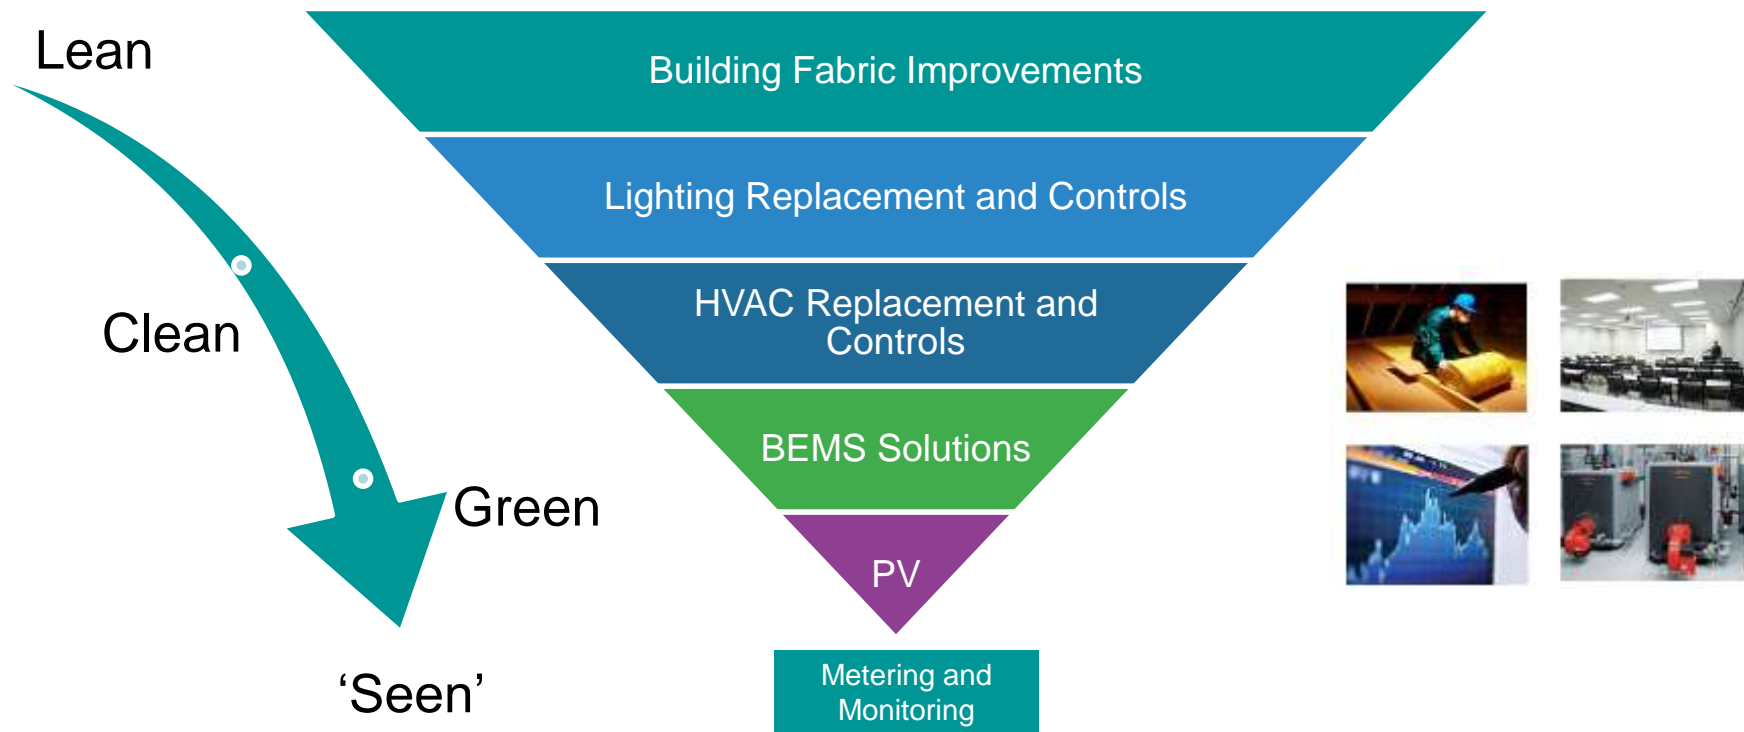 Lean
Clean
Green
‘Seen’
Building Fabric Improvements
Lighting Replacement and Controls
HVAC Replacement and
Controls
BEMS Solutions
PV
Metering and
Monitoring